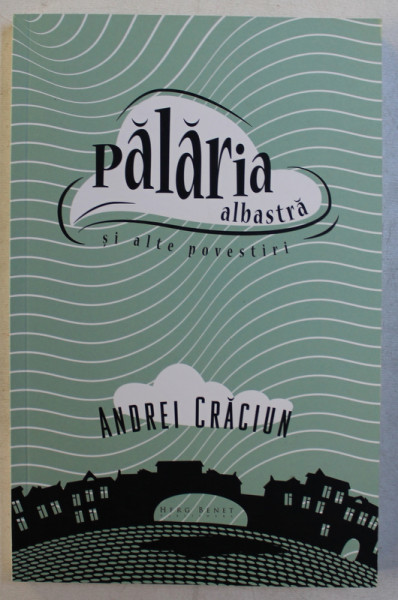 Pălăria
albastră
și alte povestiri
ANDREI CRĂCIUN
HERG BENET